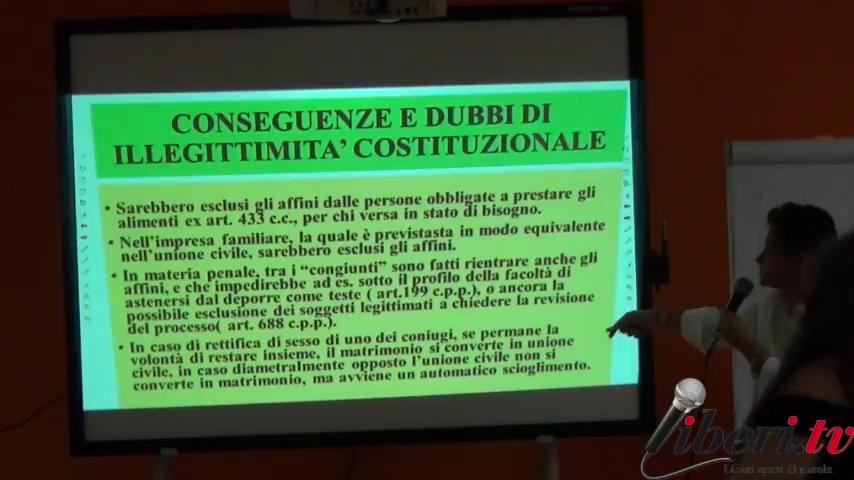 CONSEGUENZE E DUBBI DI
ILLEGITTIMITA' COSTITUZIONALE
• Sarebbero esclusi gli affini dalle persone obbligate a prestare gli
alimenti ex art. 433 c.c., per chi versa in stato di bisogno.
• Nell'impresa familiare, la quale è previstasta in modo equivalente
nell'unione civile, sarebbero esclusi gli affini.
• In materia penale, tra i “congiunti” sono fatti rientrare anche gli
affini, e che impedirebbe ad es. sotto il profilo della facoltà di
astenersi dal deporre come teste ( art.199 c.p.p.), o ancora la
possibile esclusione dei soggetti legittimati a chiedere la revisione
del processo( art. 688 c.p.p.).
• In caso di rettifica di sesso di uno dei coniugi, se permane la
volontà di restare insieme, il matrimonio si converte in unione
civile, in caso diametralmente opposto l'unione civile non si
converte in matrimonio, ma avviene un automatico scioglimento.
liberi.tv
Liberi spazi di parola